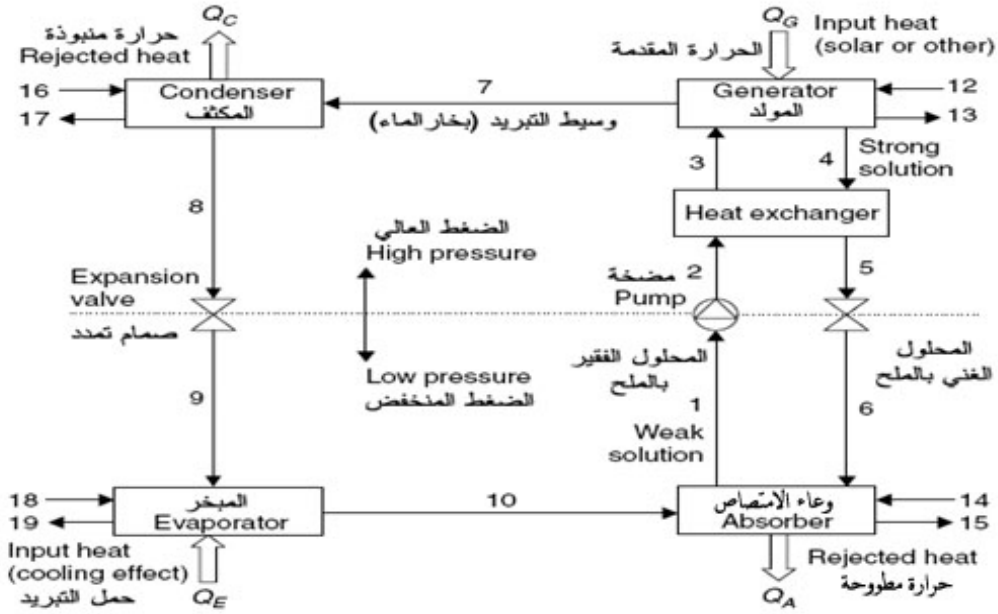 Q_C
حرارة منبوذة
Rejected heat
Q_G
Input heat
(solar or other)
الحرارة المقدمة
16
17
Condenser
المكثف
7
وسيط التبريد (بخار الماء)
Generator
المولد
12
13
3
4
Strong
solution
8
Heat exchanger
الضغط العالي
High pressure
Expansion
valve
صمام تمدد
مضخة
Pump
2
5
Low pressure
الضغط المنخفض
المحلول الفقير
بالملح
المحلول
الغني بالملح
9
1
Weak
solution
6
18
19
المبخر
Evaporator
10
وعاء الامتصاص
Absorber
14
15
Input heat
(cooling effect)
حمل التبريد
Q_E
Q_A
Rejected heat
حرارة مطروحة